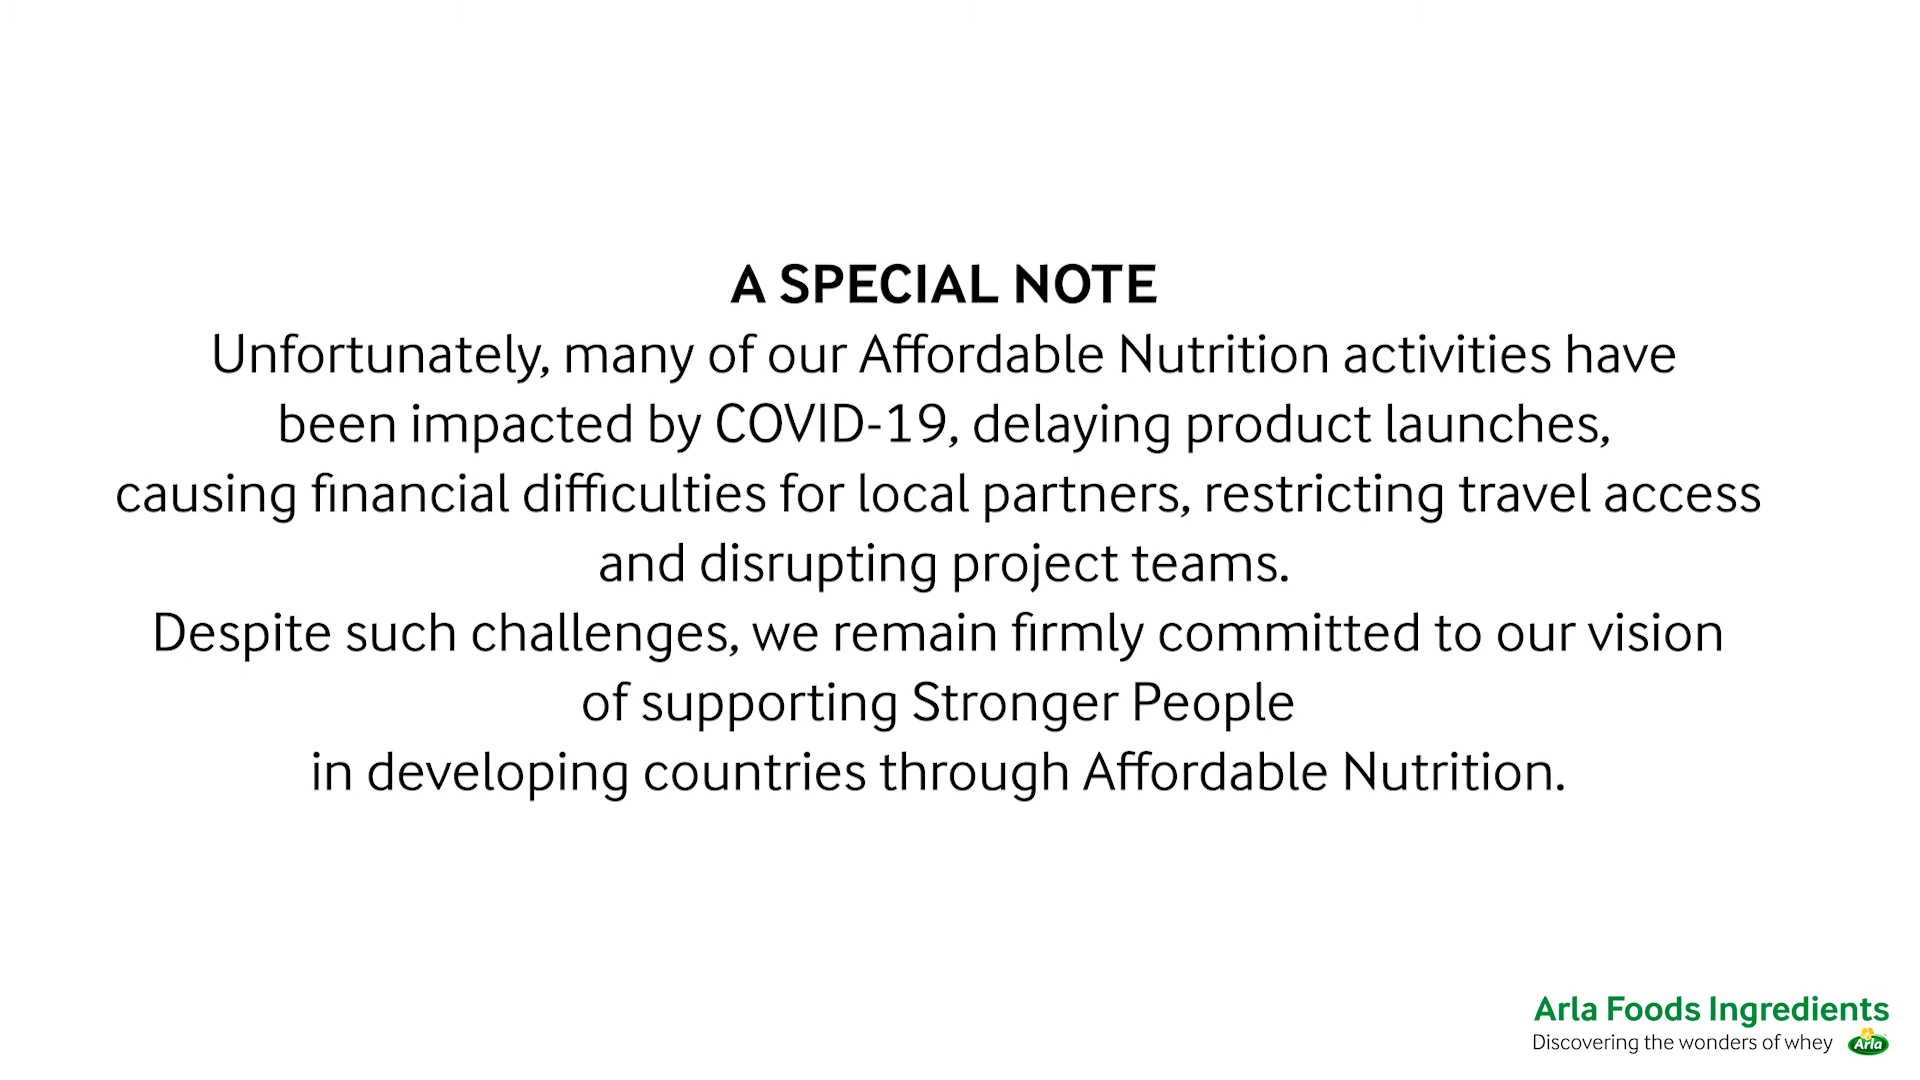 A SPECIAL NOTE
Unfortunately, many of our Affordable Nutrition activities have
been impacted by COVID-19, delaying product launches,
causing financial difficulties for local partners, restricting travel access
and disrupting project teams.
Despite such challenges, we remain firmly committed to our vision
of supporting Stronger People
in developing countries through Affordable Nutrition.
Arla Foods Ingredients
Discovering the wonders of whey
Arla